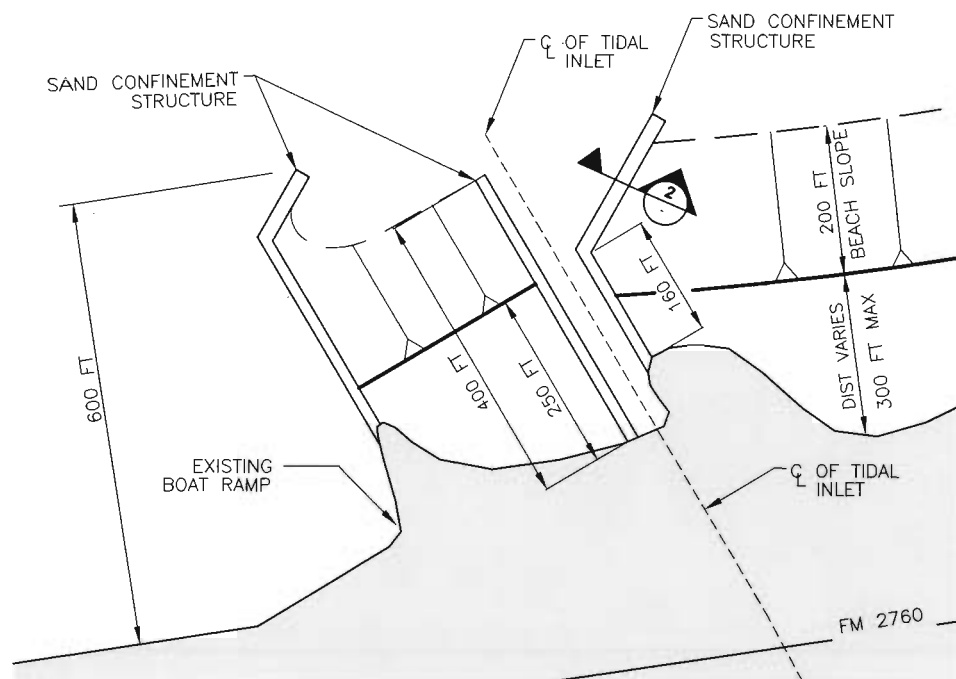 SAND CONFINEMENT
STRUCTURE
℄ OF TIDAL
INLET
SAND CONFINEMENT
STRUCTURE
2
-
200 FT
BEACH SLOPE
160 FT
600 FT
400 FT
250 FT
DIST VARIES
300 FT MAX
EXISTING
BOAT RAMP
℄ OF TIDAL
INLET
FM 2760